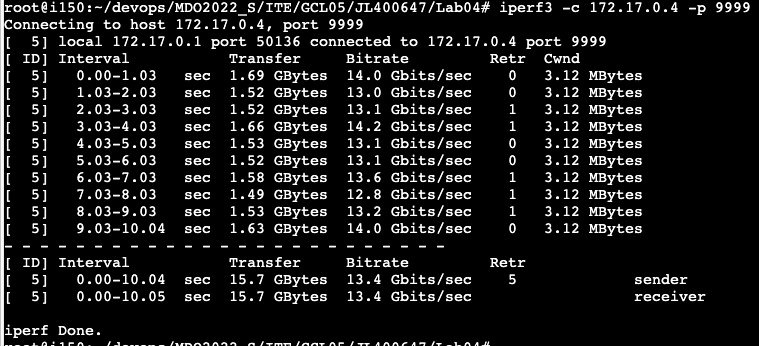 root@i150:~/devops/MDO2022_S/ITE/GCL05/JL400647/Lab04# iperf3 -c 172.17.0.4 -p 9999
Connecting to host 172.17.0.4, port 9999
[  5] local 172.17.0.1 port 50136 connected to 172.17.0.4 port 9999
[ ID] Interval           Transfer     Bitrate         Retr  Cwnd
[  5]   0.00-1.03   sec  1.69 GBytes  14.0 Gbits/sec    0   3.12 MBytes
[  5]   1.03-2.03   sec  1.52 GBytes  13.0 Gbits/sec    0   3.12 MBytes
[  5]   2.03-3.03   sec  1.52 GBytes  13.1 Gbits/sec    1   3.12 MBytes
[  5]   3.03-4.03   sec  1.66 GBytes  14.2 Gbits/sec    1   3.12 MBytes
[  5]   4.03-5.03   sec  1.53 GBytes  13.1 Gbits/sec    0   3.12 MBytes
[  5]   5.03-6.03   sec  1.52 GBytes  13.1 Gbits/sec    0   3.12 MBytes
[  5]   6.03-7.03   sec  1.58 GBytes  13.6 Gbits/sec    1   3.12 MBytes
[  5]   7.03-8.03   sec  1.49 GBytes  12.8 Gbits/sec    1   3.12 MBytes
[  5]   8.03-9.03   sec  1.53 GBytes  13.2 Gbits/sec    1   3.12 MBytes
[  5]   9.03-10.04  sec  1.63 GBytes  14.0 Gbits/sec    0   3.12 MBytes
- - - - - - - - - - - - - - - - - - - - - - - - -
[ ID] Interval           Transfer     Bitrate         Retr
[  5]   0.00-10.04  sec  15.7 GBytes  13.4 Gbits/sec    5             sender
[  5]   0.00-10.05  sec  15.7 GBytes  13.4 Gbits/sec                  receiver
iperf Done.
root@i150:~/devops/MDO2022_S/ITE/GCL05/JL400647/Lab04#